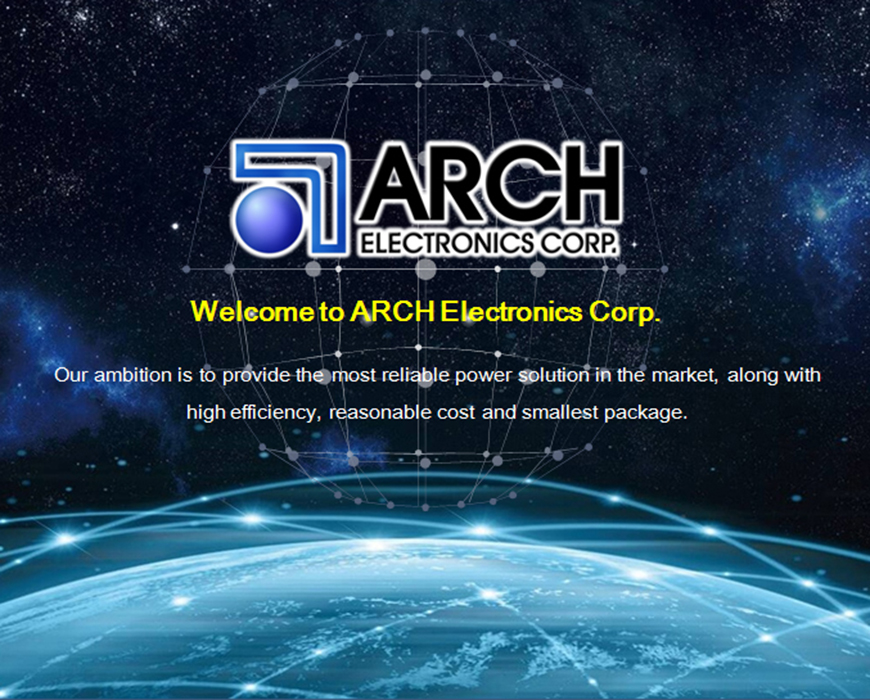 ARCH
ELECTRONICS CORP.
Welcome to ARCH Electronics Corp.
Our ambition is to provide the most reliable power solution in the market, along with
high efficiency, reasonable cost and smallest package.